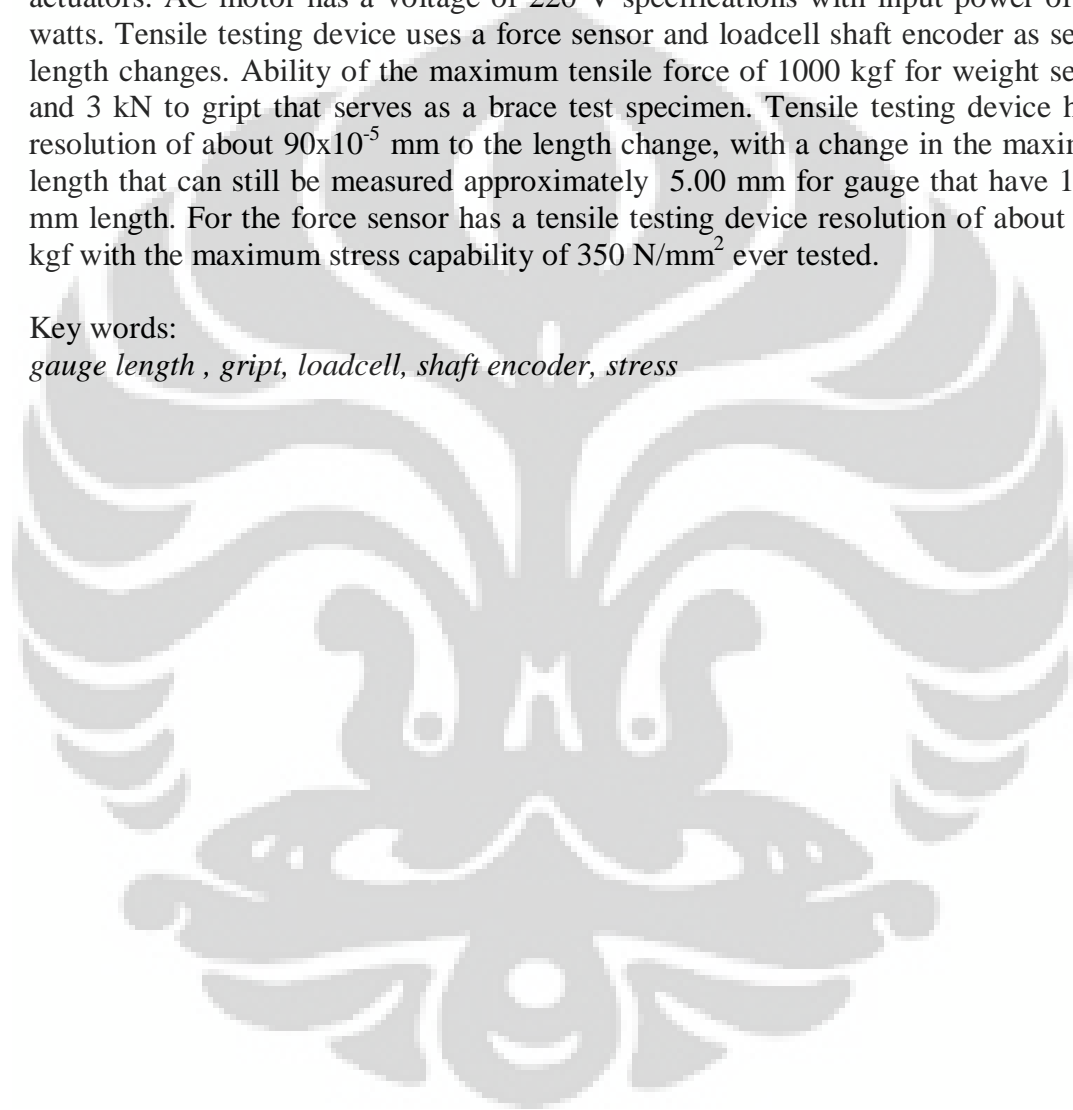 actuators. AC motor has a voltage of 220 V specifications with input power of
watts. Tensile testing device uses a force sensor and loadcell shaft encoder as se
length changes. Ability of the maximum tensile force of 1000 kgf for weight se
and 3 kN to gript that serves as a brace test specimen. Tensile testing device h
resolution of about 90x10⁻⁵ mm to the length change, with a change in the maxi
length that can still be measured approximately 5.00 mm for gauge that have 1
mm length. For the force sensor has a tensile testing device resolution of about
kgf with the maximum stress capability of 350 N/mm² ever tested.
Key words:
gauge length , gript, loadcell, shaft encoder, stress